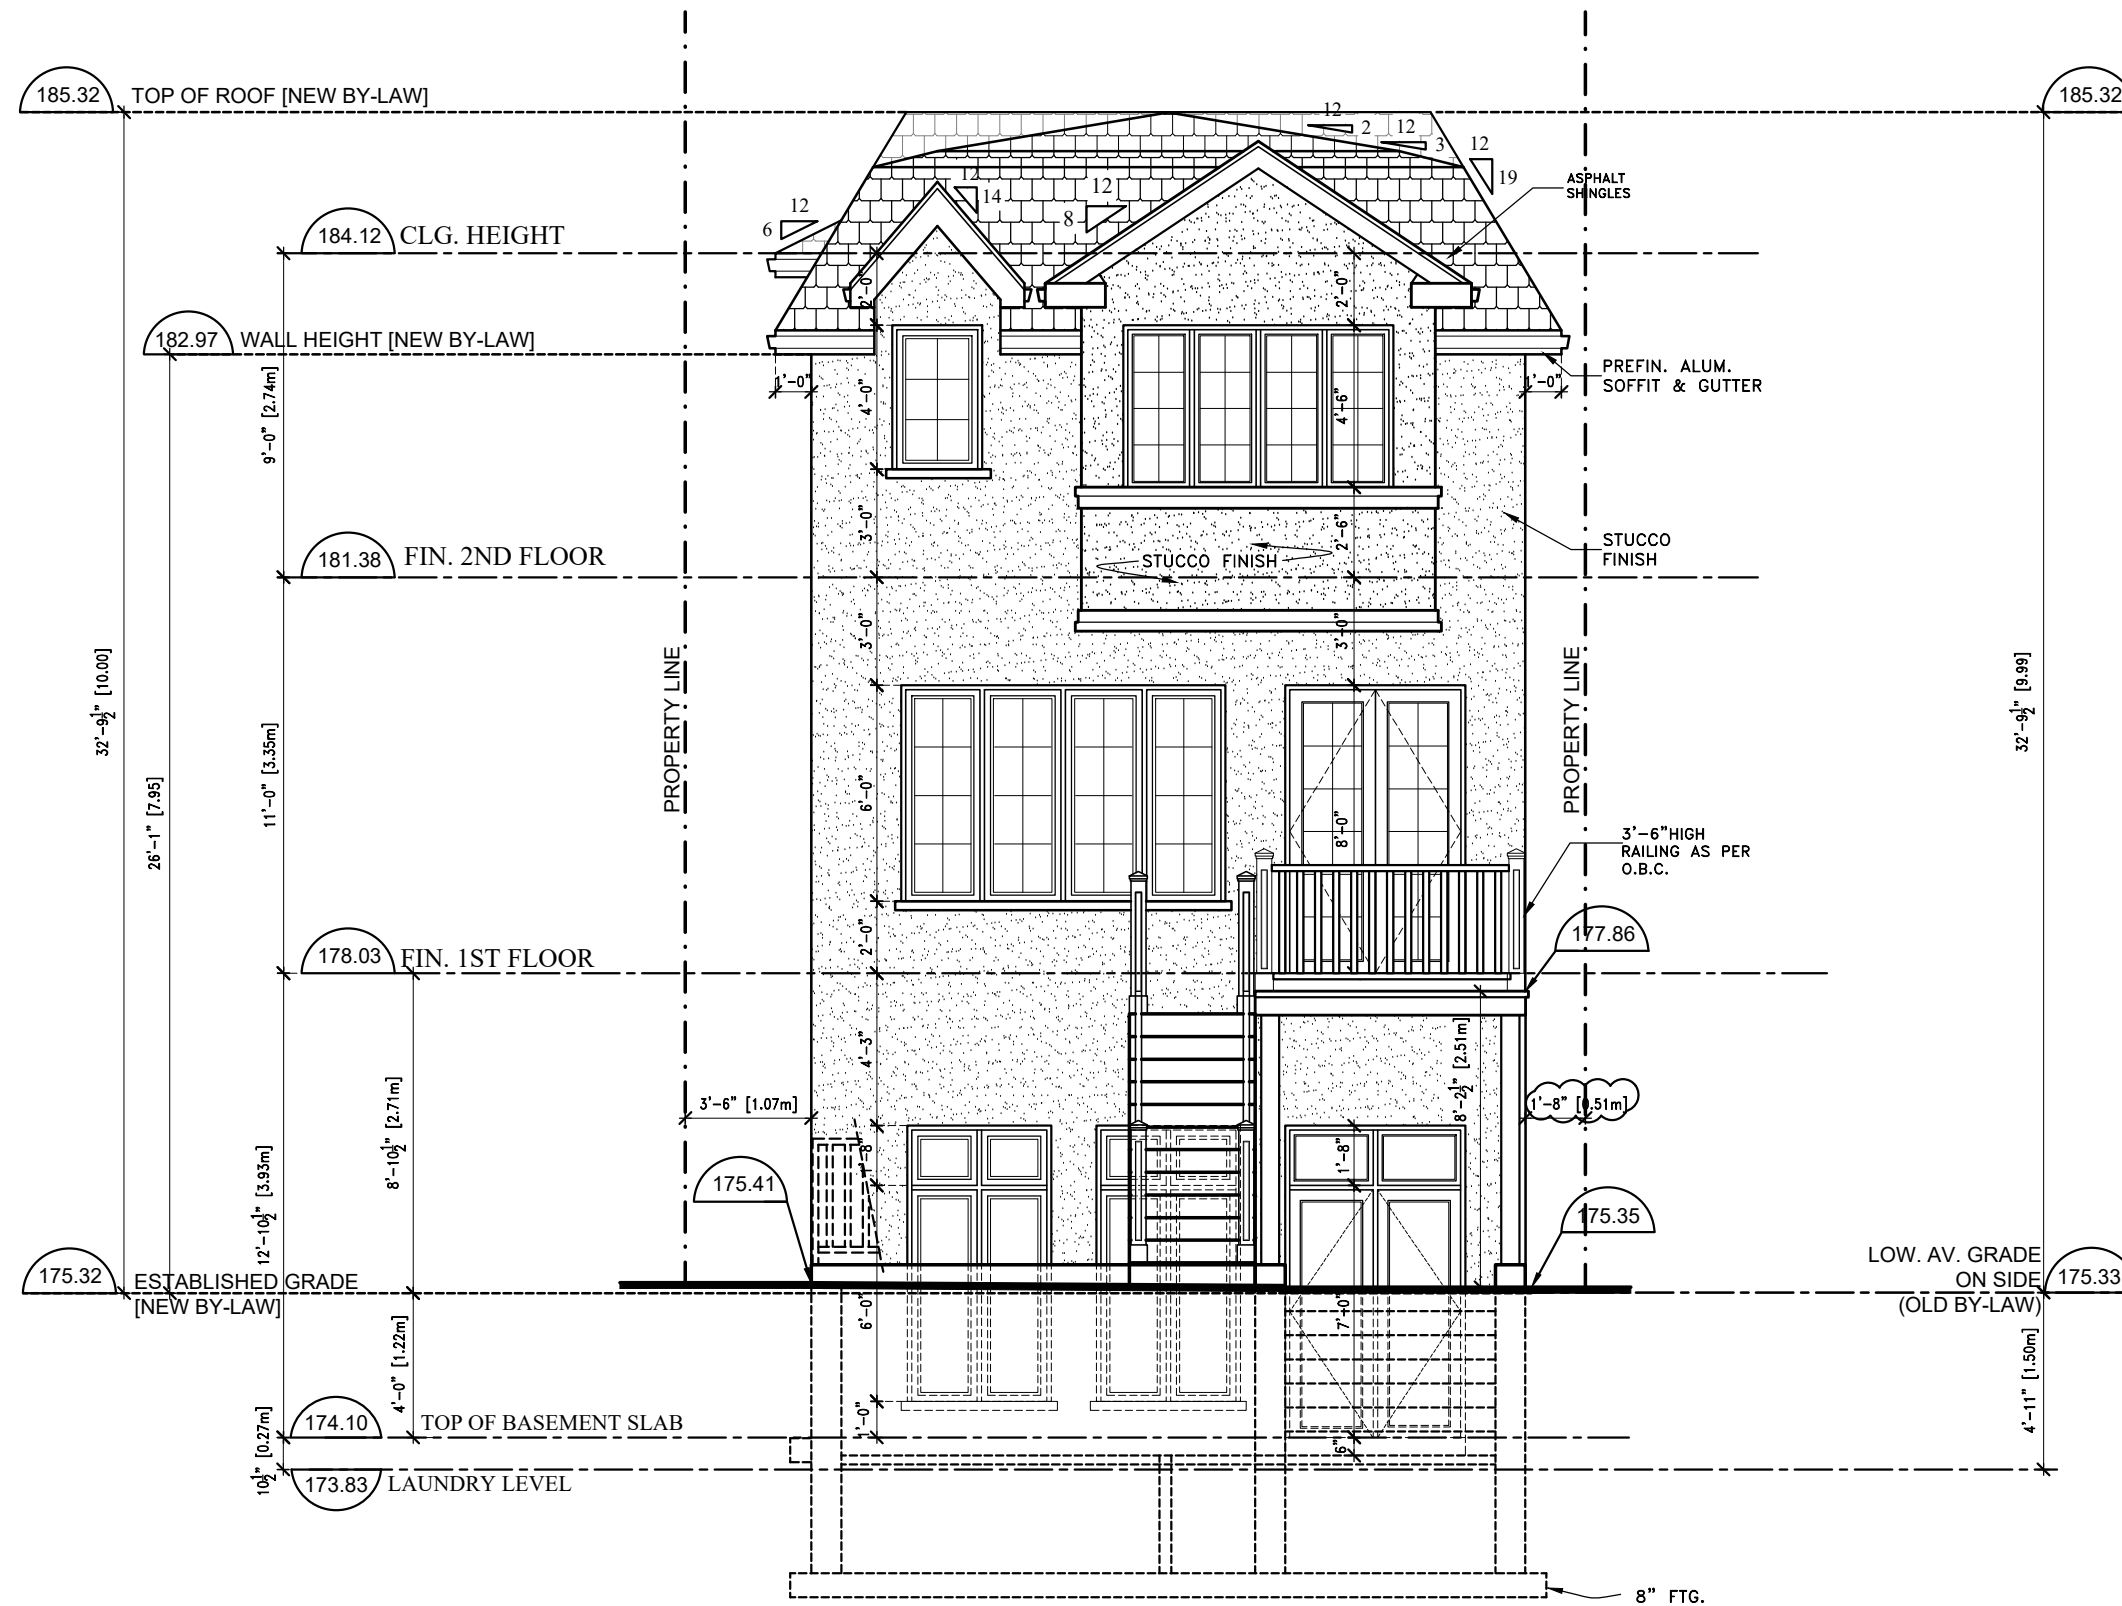 185.32 TOP OF ROOF [NEW BY-LAW]
185.32
12
2
12
3
12
19
ASPHALT
SHINGLES
12
14
12
8
12
6
184.12 CLG. HEIGHT
2'-0"
2'-0"
182.97 WALL HEIGHT [NEW BY-LAW]
PREFIN. ALUM.
SOFFIT & GUTTER
1'-0"
1'-0"
9'-0" [2.74m]
4'-0"
4'-6"
3'-0"
2'-6"
STUCCO
FINISH
181.38 FIN. 2ND FLOOR
STUCCO FINISH
3'-0"
3'-0"
32'-9½" [10.00]
26'-1" [7.95]
11'-0" [3.35m]
PROPERTY LINE
PROPERTY LINE
32'-9½" [9.99]
6'-0"
8'-0"
3'-6"HIGH
RAILING AS PER
O.B.C.
177.86
178.03 FIN. 1ST FLOOR
2'-0"
4'-3"
8'-2½" [2.51m]
3'-6" [1.07m]
1'-8" [0.51m]
12'-10½" [3.93m]
8'-10½" [2.71m]
1'-8"
1'-8"
175.41
175.35
175.32 ESTABLISHED GRADE
[NEW BY-LAW]
LOW. AV. GRADE
ON SIDE
(OLD BY-LAW)
175.33
6'-0"
7'-0"
4'-0" [1.22m]
4'-11" [1.50m]
1'-0"
6"
174.10 TOP OF BASEMENT SLAB
10½" [0.27m]
173.83 LAUNDRY LEVEL
8" FTG.